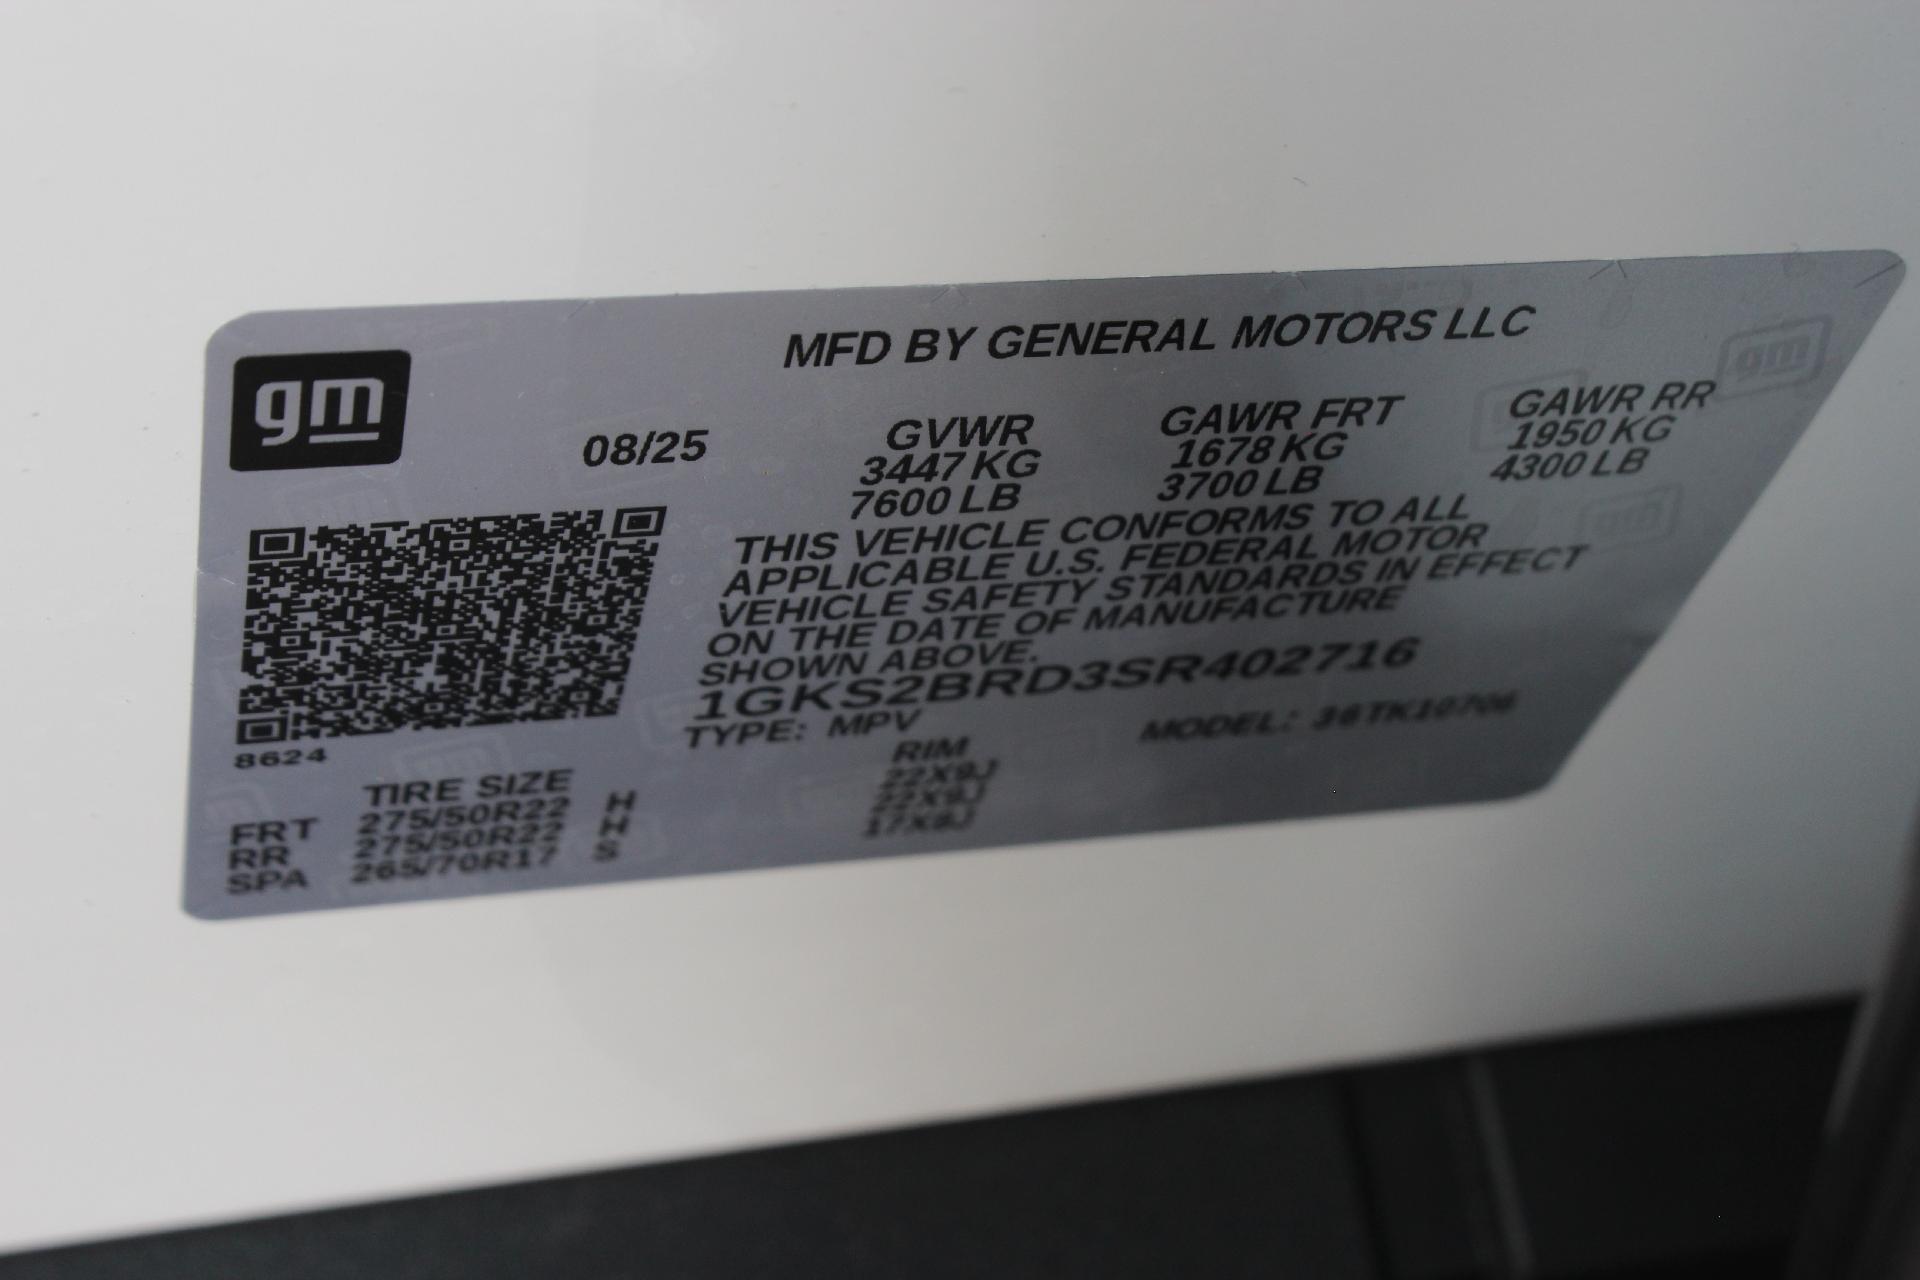 gm
MFD BY GENERAL MOTORS LLC
08/25 GVWR GAWR FRT GAWR RR
3447 KG 1678 KG 1950 KG
7600 LB 3700 LB 4300 LB
THIS VEHICLE CONFORMS TO ALL
APPLICABLE U.S. FEDERAL MOTOR
VEHICLE SAFETY STANDARDS IN EFFECT
ON THE DATE OF MANUFACTURE
SHOWN ABOVE.
1GKS2BRD3SR402716
TYPE: MPV MODEL: 36TK10706
8624
TIRE SIZE RIM
FRT 275/50R22 H 22X9J
RR 275/50R22 H 22X9J
SPA 265/70R17 S 17X8J